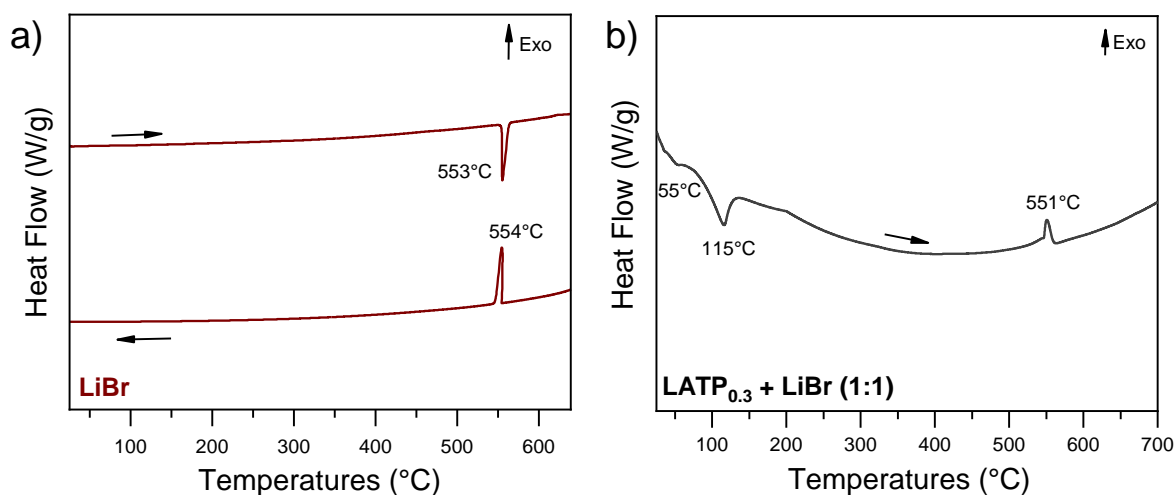 a)
Exo
Heat Flow (W/g)
553°C
554°C
LiBr
100 200 300 400 500 600
Temperatures (°C)
b)
Exo
Heat Flow (W/g)
55°C
115°C
551°C
LATP0.3 + LiBr (1:1)
100 200 300 400 500 600 700
Temperatures (°C)